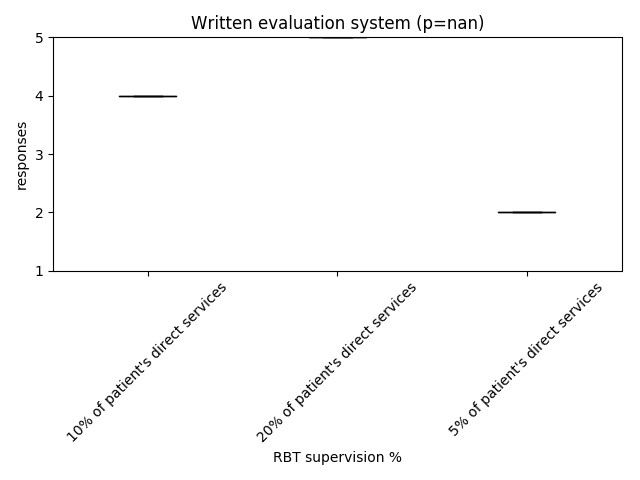 Written evaluation system (p=nan)
5
4
3
2
1
responses
10% of patient's direct services
20% of patient's direct services
5% of patient's direct services
RBT supervision %